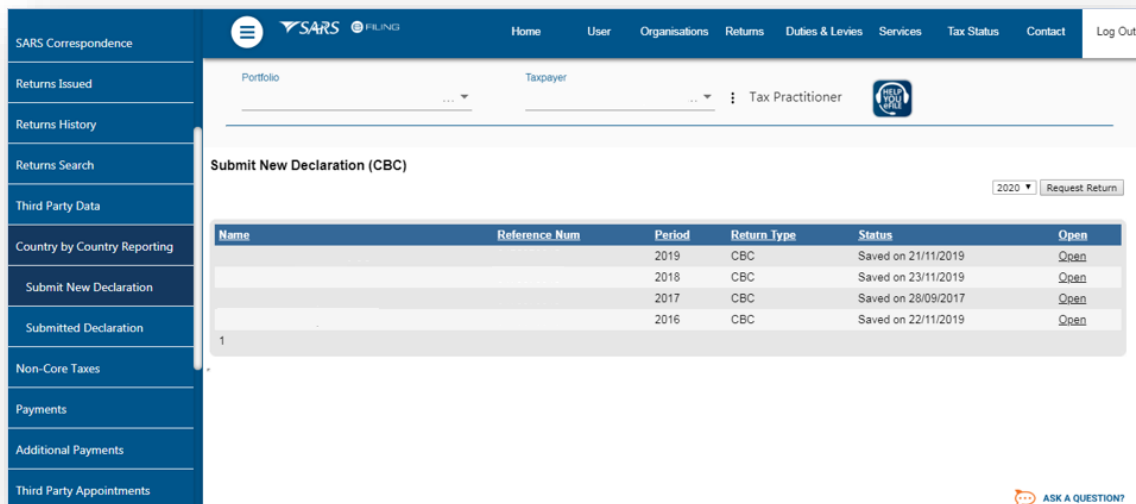 SARS eFILING
Home User Organisations Returns Duties & Levies Services Tax Status Contact Log Out
SARS Correspondence
Returns Issued
Returns History
Returns Search
Third Party Data
Country by Country Reporting
Submit New Declaration
Submitted Declaration
Non-Core Taxes
Payments
Additional Payments
Third Party Appointments
Portfolio Taxpayer
... .. Tax Practitioner
HELP YOU eFILE
Submit New Declaration (CBC)
2020 Request Return
Name Reference Num Period Return Type Status Open
2019 CBC Saved on 21/11/2019 Open
2018 CBC Saved on 23/11/2019 Open
2017 CBC Saved on 28/09/2017 Open
2016 CBC Saved on 22/11/2019 Open
1
ASK A QUESTION?